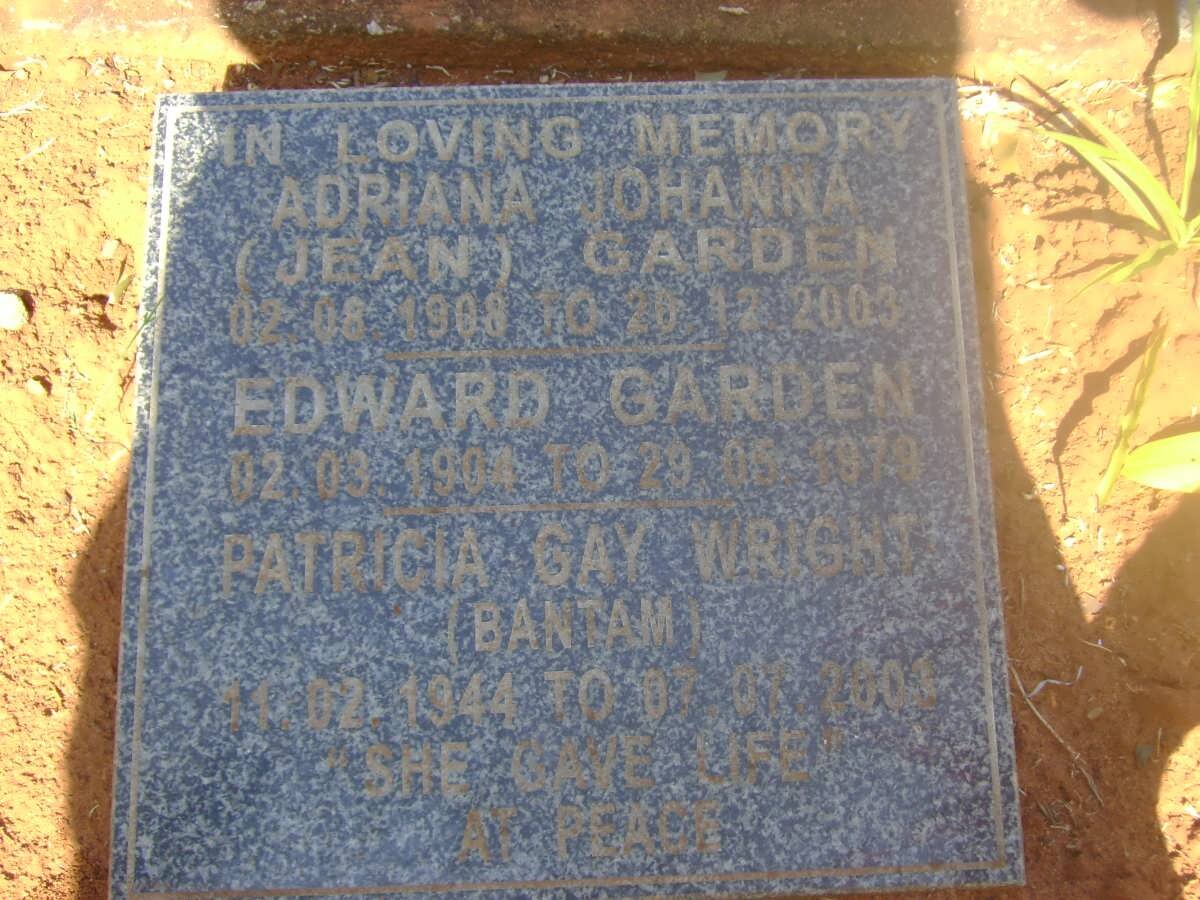 IN LOVING MEMORY
ADRIANA JOHANNA
(JEAN) GARDEN
02.08.1908 TO 20.12.2003
EDWARD GARDEN
02.03.1904 TO 29.05.1979
PATRICIA GAY WRIGHT
(BANTAM)
11.02.1944 TO 07.07.2003
"SHE GAVE LIFE"
AT PEACE